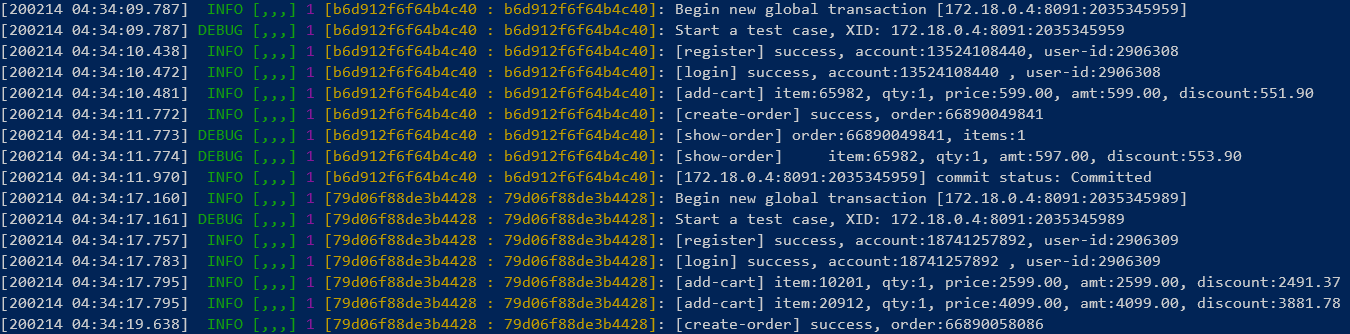 [200214 04:34:09.787]  INFO [,,,] 1 [b6d912f6f64b4c40 : b6d912f6f64b4c40]: Begin new global transaction [172.18.0.4:8091:2035345959]
[200214 04:34:09.787] DEBUG [,,,] 1 [b6d912f6f64b4c40 : b6d912f6f64b4c40]: Start a test case, XID: 172.18.0.4:8091:2035345959
[200214 04:34:10.438]  INFO [,,,] 1 [b6d912f6f64b4c40 : b6d912f6f64b4c40]: [register] success, account:13524108440, user-id:2906308
[200214 04:34:10.472]  INFO [,,,] 1 [b6d912f6f64b4c40 : b6d912f6f64b4c40]: [login] success, account:13524108440 , user-id:2906308
[200214 04:34:10.481]  INFO [,,,] 1 [b6d912f6f64b4c40 : b6d912f6f64b4c40]: [add-cart] item:65982, qty:1, price:599.00, amt:599.00, discount:551.90
[200214 04:34:11.772]  INFO [,,,] 1 [b6d912f6f64b4c40 : b6d912f6f64b4c40]: [create-order] success, order:66890049841
[200214 04:34:11.773] DEBUG [,,,] 1 [b6d912f6f64b4c40 : b6d912f6f64b4c40]: [show-order] order:66890049841, items:1
[200214 04:34:11.774] DEBUG [,,,] 1 [b6d912f6f64b4c40 : b6d912f6f64b4c40]: [show-order]     item:65982, qty:1, amt:597.00, discount:553.90
[200214 04:34:11.970]  INFO [,,,] 1 [b6d912f6f64b4c40 : b6d912f6f64b4c40]: [172.18.0.4:8091:2035345959] commit status: Committed
[200214 04:34:17.160]  INFO [,,,] 1 [79d06f88de3b4428 : 79d06f88de3b4428]: Begin new global transaction [172.18.0.4:8091:2035345989]
[200214 04:34:17.161] DEBUG [,,,] 1 [79d06f88de3b4428 : 79d06f88de3b4428]: Start a test case, XID: 172.18.0.4:8091:2035345989
[200214 04:34:17.757]  INFO [,,,] 1 [79d06f88de3b4428 : 79d06f88de3b4428]: [register] success, account:18741257892, user-id:2906309
[200214 04:34:17.783]  INFO [,,,] 1 [79d06f88de3b4428 : 79d06f88de3b4428]: [login] success, account:18741257892 , user-id:2906309
[200214 04:34:17.795]  INFO [,,,] 1 [79d06f88de3b4428 : 79d06f88de3b4428]: [add-cart] item:10201, qty:1, price:2599.00, amt:2599.00, discount:2491.37
[200214 04:34:17.795]  INFO [,,,] 1 [79d06f88de3b4428 : 79d06f88de3b4428]: [add-cart] item:20912, qty:1, price:4099.00, amt:4099.00, discount:3881.78
[200214 04:34:19.638]  INFO [,,,] 1 [79d06f88de3b4428 : 79d06f88de3b4428]: [create-order] success, order:66890058086